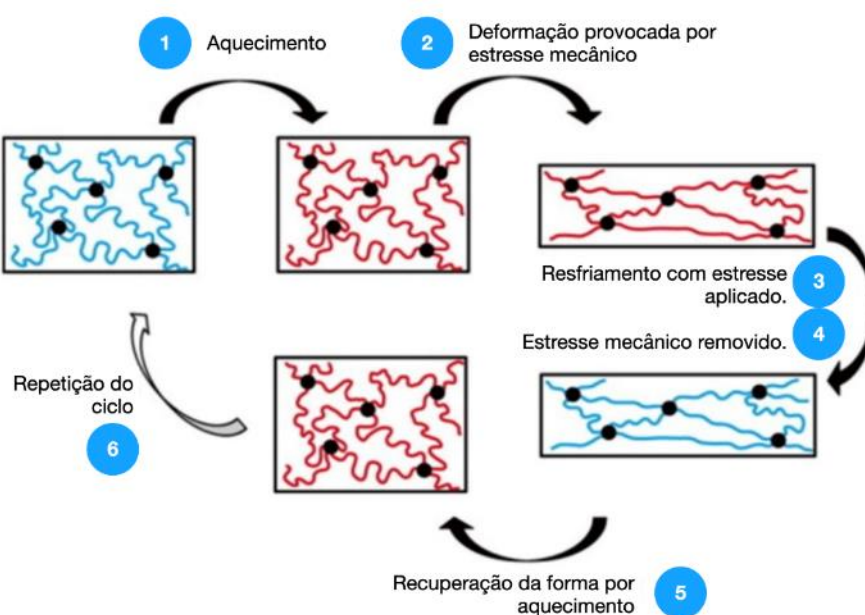 1 Aquecimento
2 Deformação provocada por
estresse mecânico
Resfriamento com estresse 3
aplicado.
Estresse mecânico removido. 4
Repetição do
ciclo
6
Recuperação da forma por 5
aquecimento